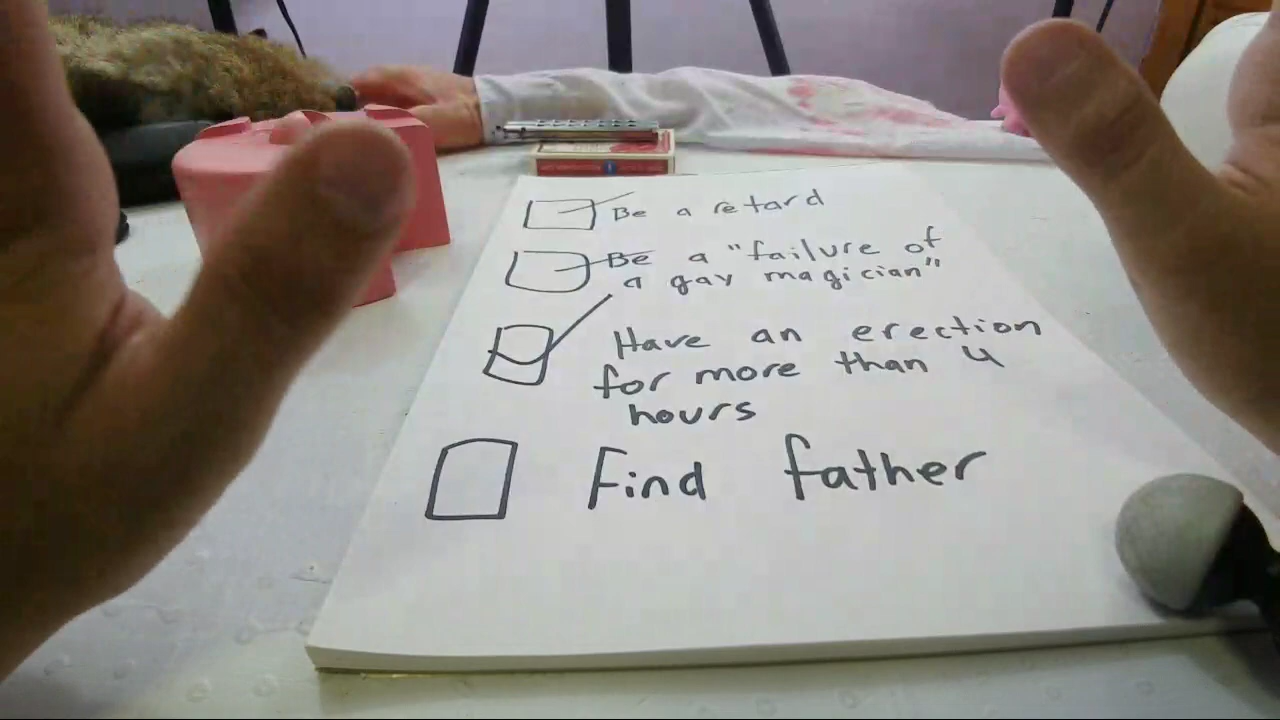 Be a retard
Be a "failure of
a gay magician"
Have an erection
for more than 4
hours
Find father